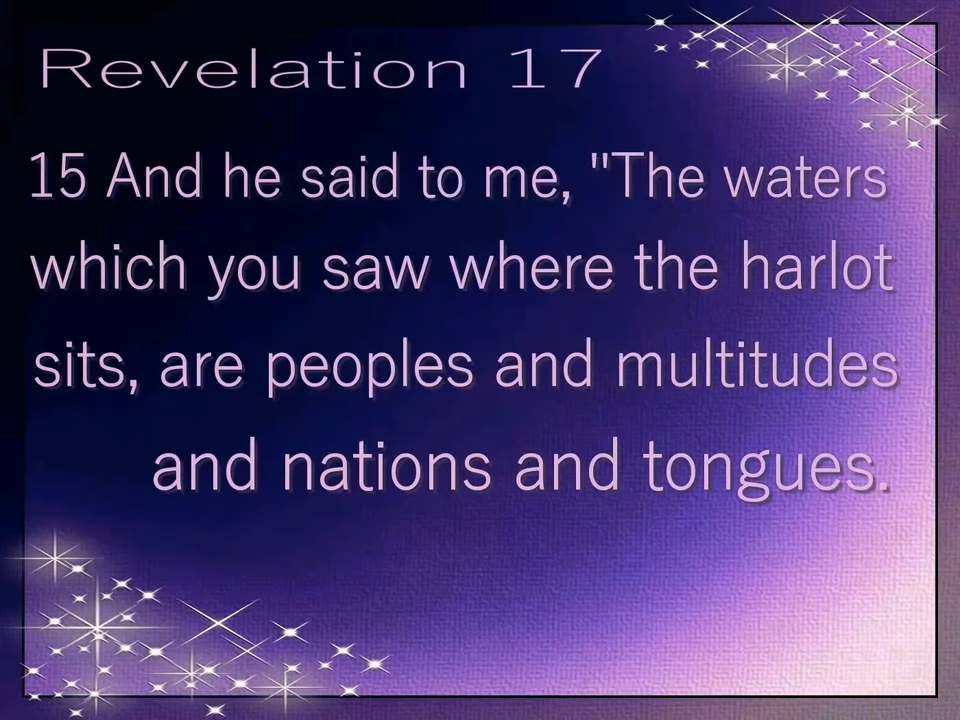 Revelation 17
15 And he said to me, "The waters
which you saw where the harlot
sits, are peoples and multitudes
and nations and tongues.